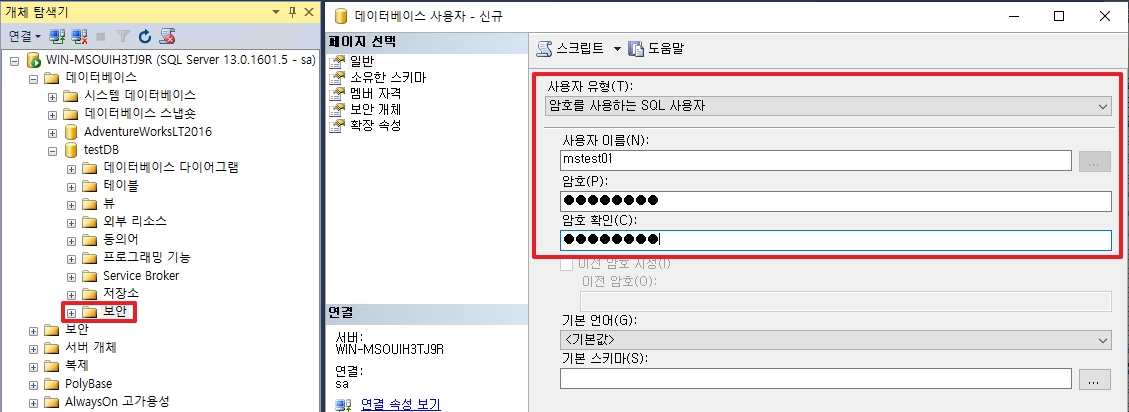 개체 탐색기
연결
WIN-MSOUIH3TJ9R (SQL Server 13.0.1601.5 - sa)
데이터베이스
시스템 데이터베이스
데이터베이스 스냅숏
AdventureWorksLT2016
testDB
데이터베이스 다이어그램
테이블
뷰
외부 리소스
동의어
프로그래밍 기능
Service Broker
저장소
보안
보안
서버 개체
복제
PolyBase
AlwaysOn 고가용성
데이터베이스 사용자 - 신규
페이지 선택
일반
소유한 스키마
멤버 자격
보안 개체
확장 속성
연결
서버:
WIN-MSOUIH3TJ9R
연결:
sa
연결 속성 보기
스크립트
도움말
사용자 유형(T):
암호를 사용하는 SQL 사용자
사용자 이름(N):
mstest01
...
암호(P):
●●●●●●●●
암호 확인(C):
●●●●●●●●
이전 암호 지정(I)
이전 암호(O):
기본 언어(G):
<기본값>
기본 스키마(S):
...